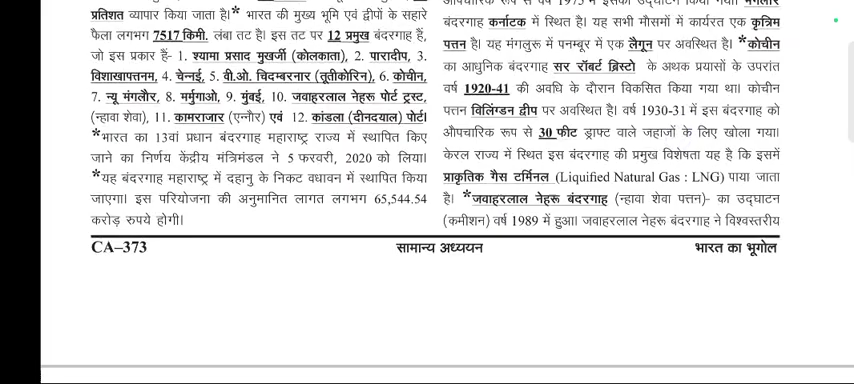 प्रतिशत व्यापार किया जाता है।* भारत की मुख्य भूमि एवं द्वीपों के सहारे
फैला लगभग 7517 किमी. लंबा तट है। इस तट पर 12 प्रमुख बंदरगाह हैं,
जो इस प्रकार हैं- 1. श्यामा प्रसाद मुखर्जी (कोलकाता), 2. पारादीप, 3.
विशाखापत्तनम, 4. चेन्नई, 5. वी.ओ. चिदम्बरनार (तूतीकोरिन), 6. कोचीन,
7. न्यू मंगलौर, 8. मर्मुगाओ, 9. मुंबई, 10. जवाहरलाल नेहरू पोर्ट ट्रस्ट,
(न्हावा शेवा), 11. कामराजार (एन्नौर) एवं 12. कांडला (दीनदयाल) पोर्ट।
*भारत का 13वां प्रधान बंदरगाह महाराष्ट्र राज्य में स्थापित किए
जाने का निर्णय केंद्रीय मंत्रिमंडल ने 5 फरवरी, 2020 को लिया।
*यह बंदरगाह महाराष्ट्र में दहानु के निकट वधावन में स्थापित किया
जाएगा। इस परियोजना की अनुमानित लागत लगभग 65,544.54
करोड़ रुपये होगी।
बंदरगाह कर्नाटक में स्थित है। यह सभी मौसमों में कार्यरत एक कृत्रिम
पत्तन है। यह मंगलुरू में पनम्बूर में एक लैगून पर अवस्थित है। *कोचीन
का आधुनिक बंदरगाह सर रॉबर्ट ब्रिस्टो के अथक प्रयासों के उपरांत
वर्ष 1920-41 की अवधि के दौरान विकसित किया गया था। कोचीन
पत्तन विलिंग्डन द्वीप पर अवस्थित है। वर्ष 1930-31 में इस बंदरगाह को
औपचारिक रूप से 30 फीट ड्राफ्ट वाले जहाजों के लिए खोला गया।
केरल राज्य में स्थित इस बंदरगाह की प्रमुख विशेषता यह है कि इसमें
प्राकृतिक गैस टर्मिनल (Liquified Natural Gas : LNG) पाया जाता
है। *जवाहरलाल नेहरू बंदरगाह (न्हावा शेवा पत्तन)- का उद्घाटन
(कमीशन) वर्ष 1989 में हुआ। जवाहरलाल नेहरू बंदरगाह ने विश्वस्तरीय
CA–373 सामान्य अध्ययन भारत का भूगोल